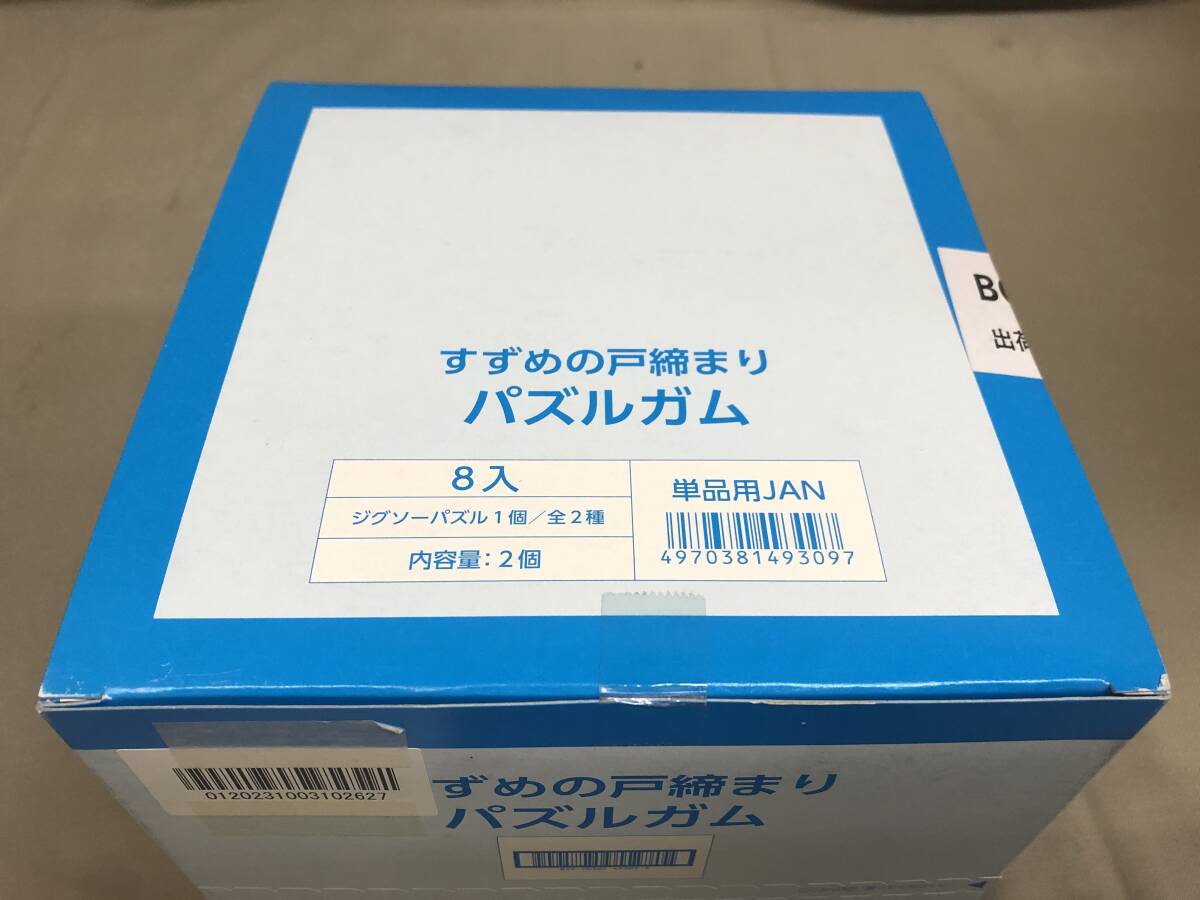 すずめの戸締まり
パズルガム
8入
ジグソーパズル1個/全2種
内容量:2個
単品用JAN
4970381493097
BO
出荷
0120231003102627
すずめの戸締まり
パズルガム